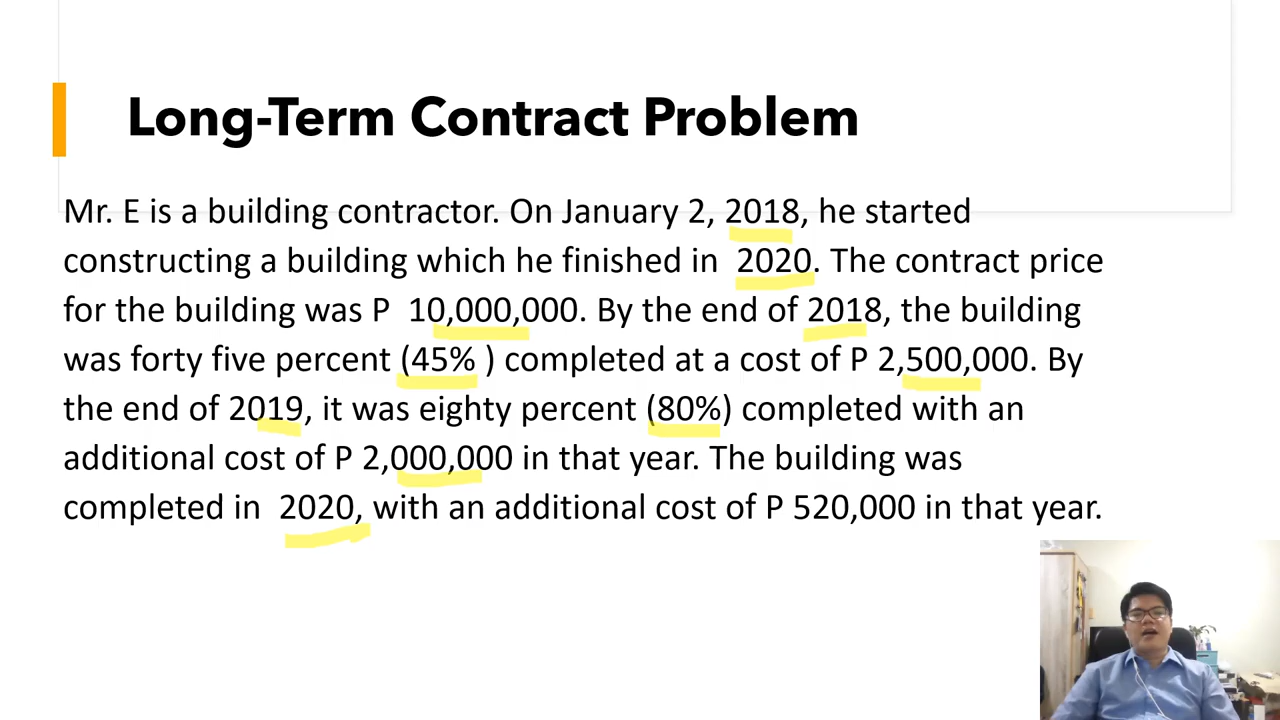 Long-Term Contract Problem
Mr. E is a building contractor. On January 2, 2018, he started
constructing a building which he finished in 2020. The contract price
for the building was P 10,000,000. By the end of 2018, the building
was forty five percent (45% ) completed at a cost of P 2,500,000. By
the end of 2019, it was eighty percent (80%) completed with an
additional cost of P 2,000,000 in that year. The building was
completed in 2020, with an additional cost of P 520,000 in that year.